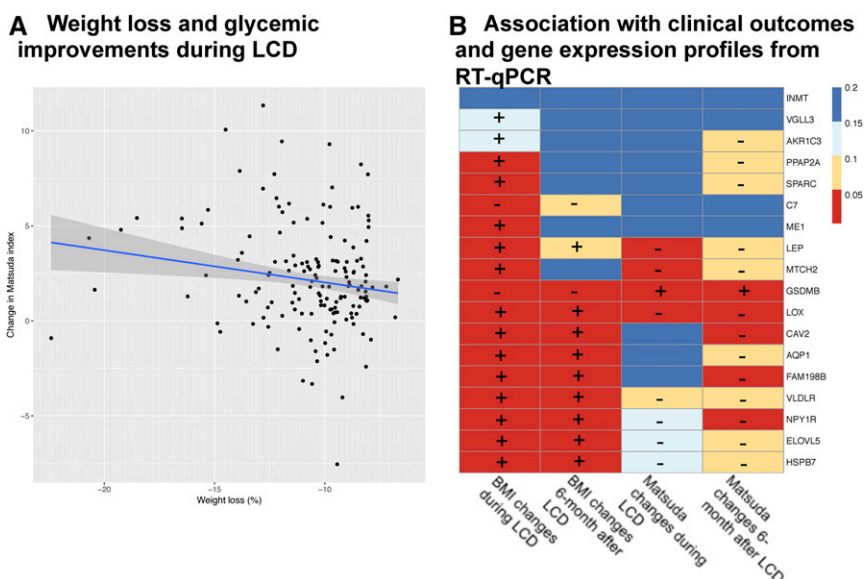 A Weight loss and glycemic
improvements during LCD
10
5
0
−5
−20
−15
−10
Change in Matsuda index
Weight loss (%)
B Association with clinical outcomes
and gene expression profiles from
RT-qPCR
INMT
+ VGLL3
+ - AKR1C3
+ - PPAP2A
+ - SPARC
- - C7
+ ME1
+ + - - LEP
+ - - MTCH2
- - + + GSDMB
+ + - - LOX
+ + - CAV2
+ + - AQP1
+ + - FAM198B
+ + - - VLDLR
+ + - - NPY1R
+ + - - ELOVL5
+ + - - HSPB7
0.2
0.15
0.1
0.05
BMI changes
during LCD
BMI changes
6-month after
LCD
Matsuda
changes during
LCD
Matsuda
changes 6-
month after LCD